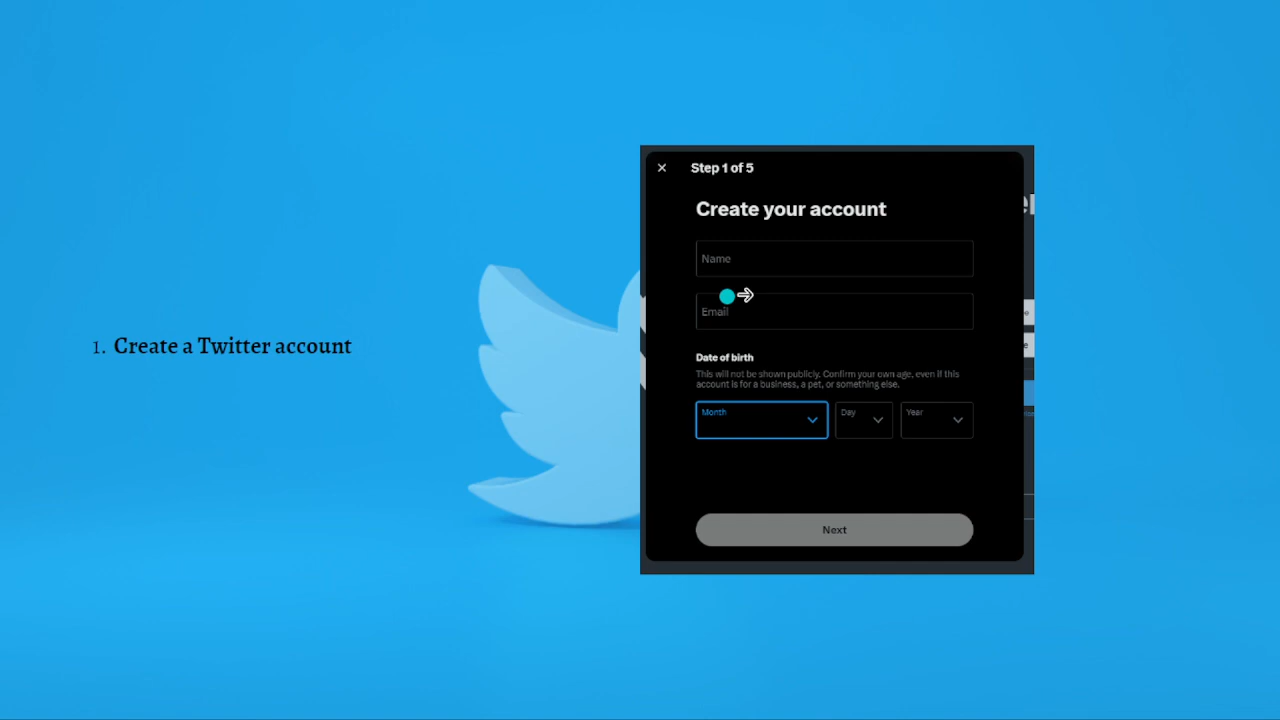 1. Create a Twitter account
Step 1 of 5
Create your account
Name
Email
Date of birth
This will not be shown publicly. Confirm your own age, even if this
account is for a business, a pet, or something else.
Month Day Year
Next